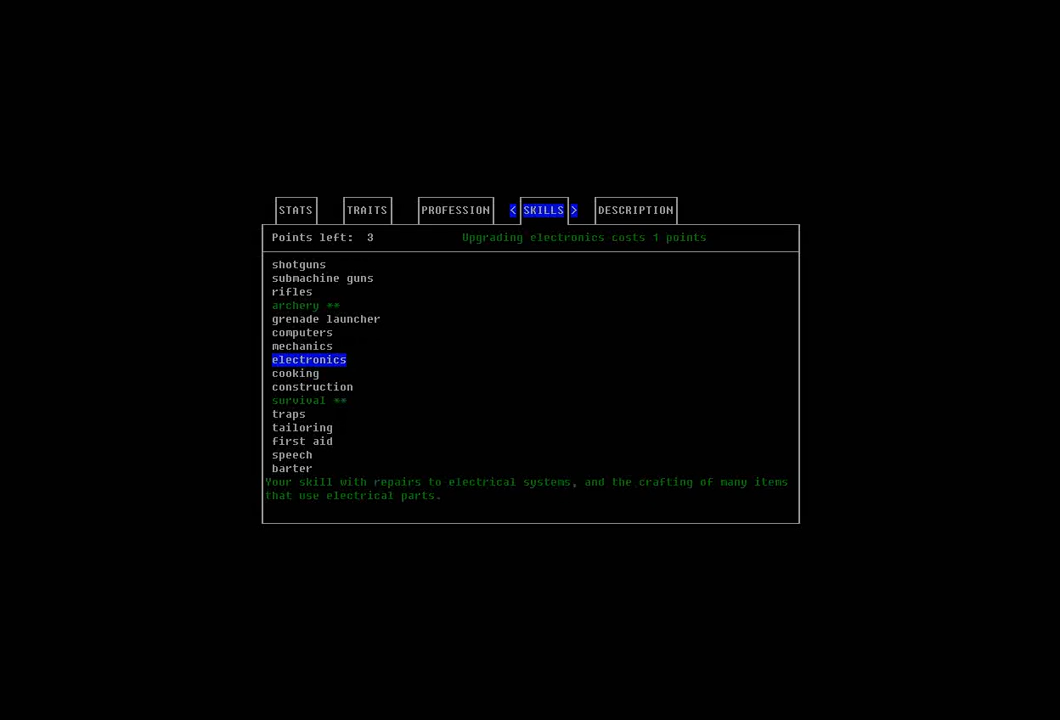 STATS TRAITS PROFESSION < SKILLS > DESCRIPTION
Points left: 3 Upgrading electronics costs 1 points
shotguns
submachine guns
rifles
archery **
grenade launcher
computers
mechanics
electronics
cooking
construction
survival **
traps
tailoring
first aid
speech
barter
Your skill with repairs to electrical systems, and the crafting of many items
that use electrical parts.